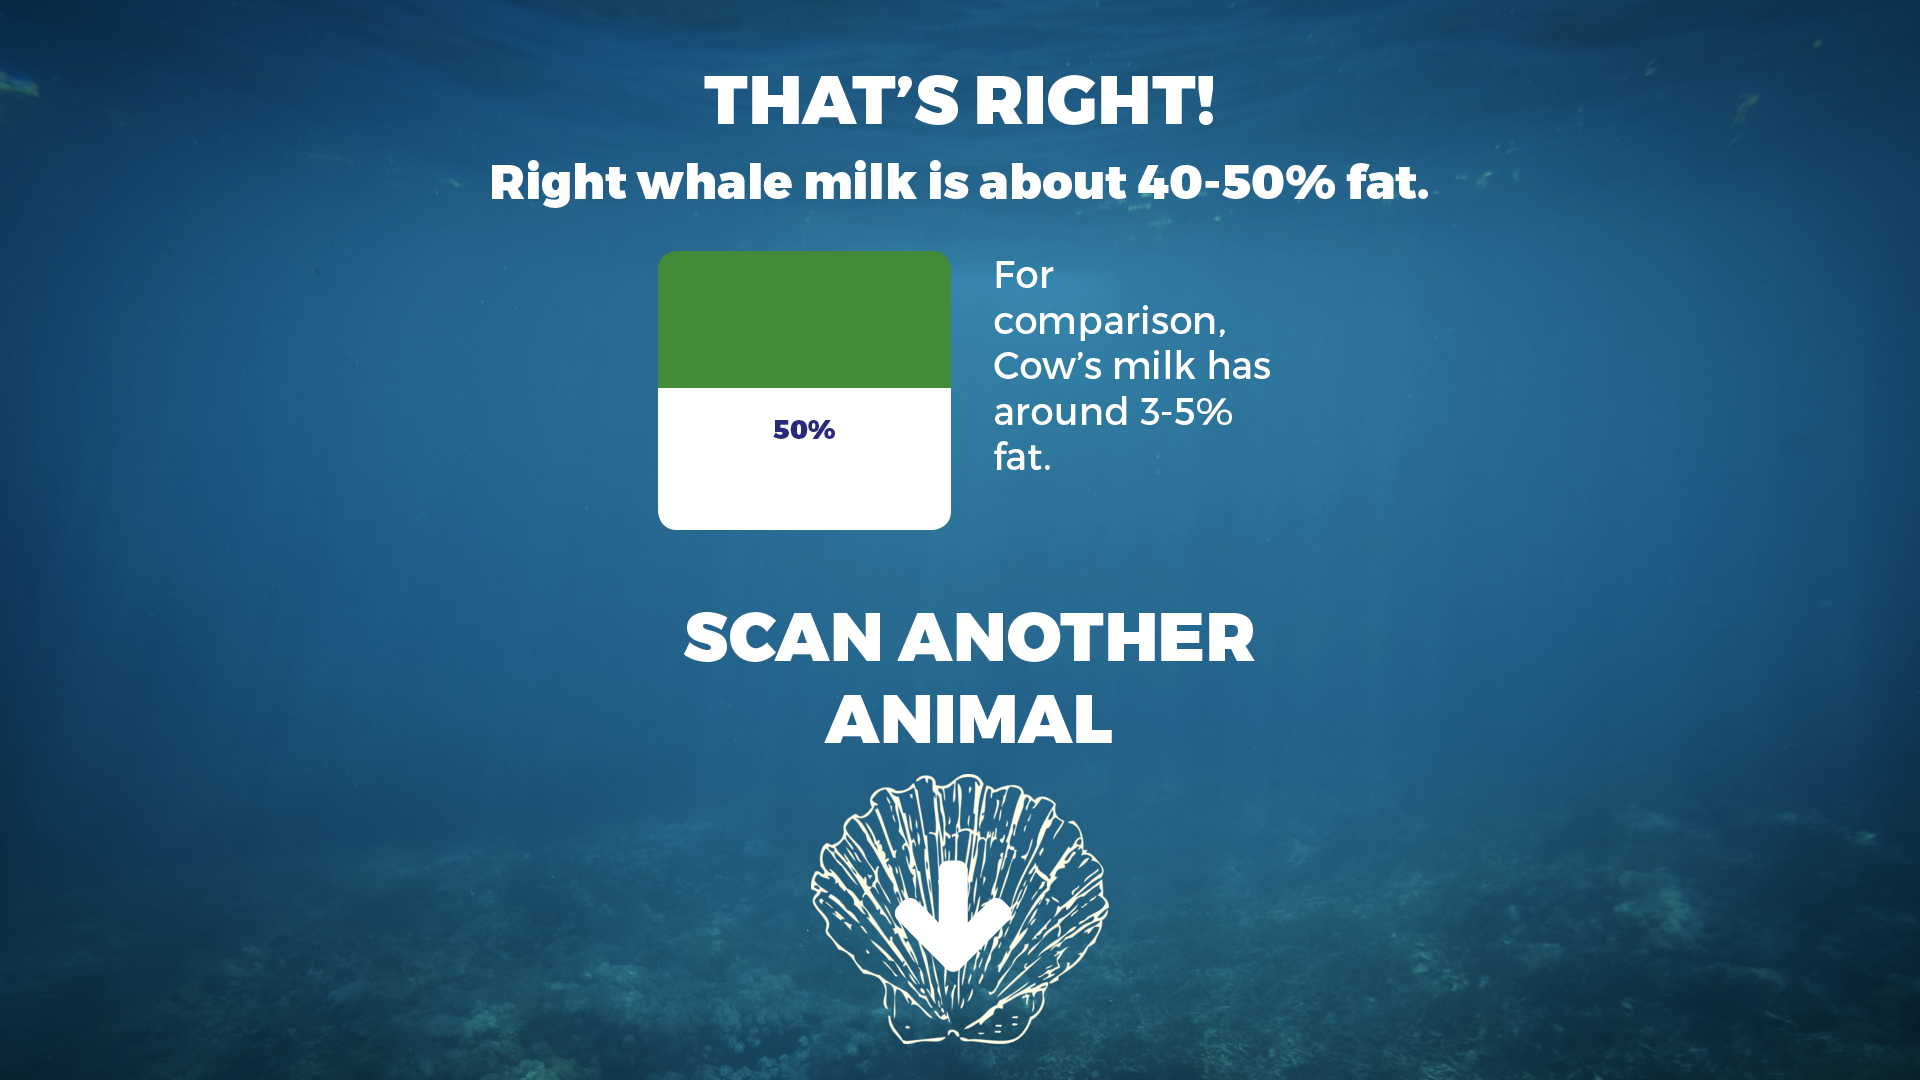 THAT’S RIGHT!
Right whale milk is about 40-50% fat.
50%
For
comparison,
Cow’s milk has
around 3-5%
fat.
SCAN ANOTHER
ANIMAL